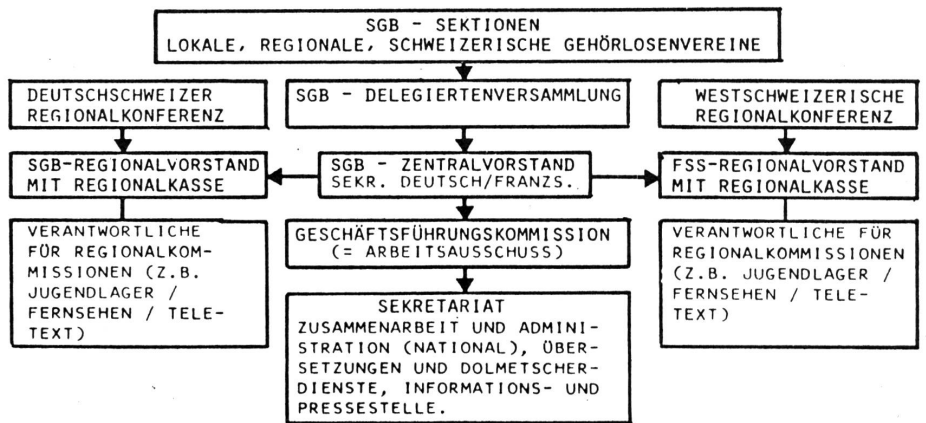 SGB - SEKTIONEN
LOKALE, REGIONALE, SCHWEIZERISCHE GEHÖRLOSENVEREINE
DEUTSCHSCHWEIZER
REGIONALKONFERENZ
SGB - DELEGIERTENVERSAMMLUNG
WESTSCHWEIZERISCHE
REGIONALKONFERENZ
SGB-REGIONALVORSTAND
MIT REGIONALKASSE
SGB - ZENTRALVORSTAND
SEKR. DEUTSCH/FRANZS.
FSS-REGIONALVORSTAND
MIT REGIONALKASSE
VERANTWORTLICHE
FÜR REGIONALKOM-
MISSIONEN (Z.B.
JUGENDLAGER /
FERNSEHEN / TELE-
TEXT)
GESCHÄFTSFÜHRUNGSKOMMISSION
(= ARBEITSAUSSCHUSS)
VERANTWORTLICHE FÜR
REGIONALKOMMISSIONEN
(Z.B. JUGENDLAGER /
FERNSEHEN / TELE-
TEXT)
SEKRETARIAT
ZUSAMMENARBEIT UND ADMINI-
STRATION (NATIONAL), ÜBER-
SETZUNGEN UND DOLMETSCHER-
DIENSTE, INFORMATIONS- UND
PRESSESTELLE.